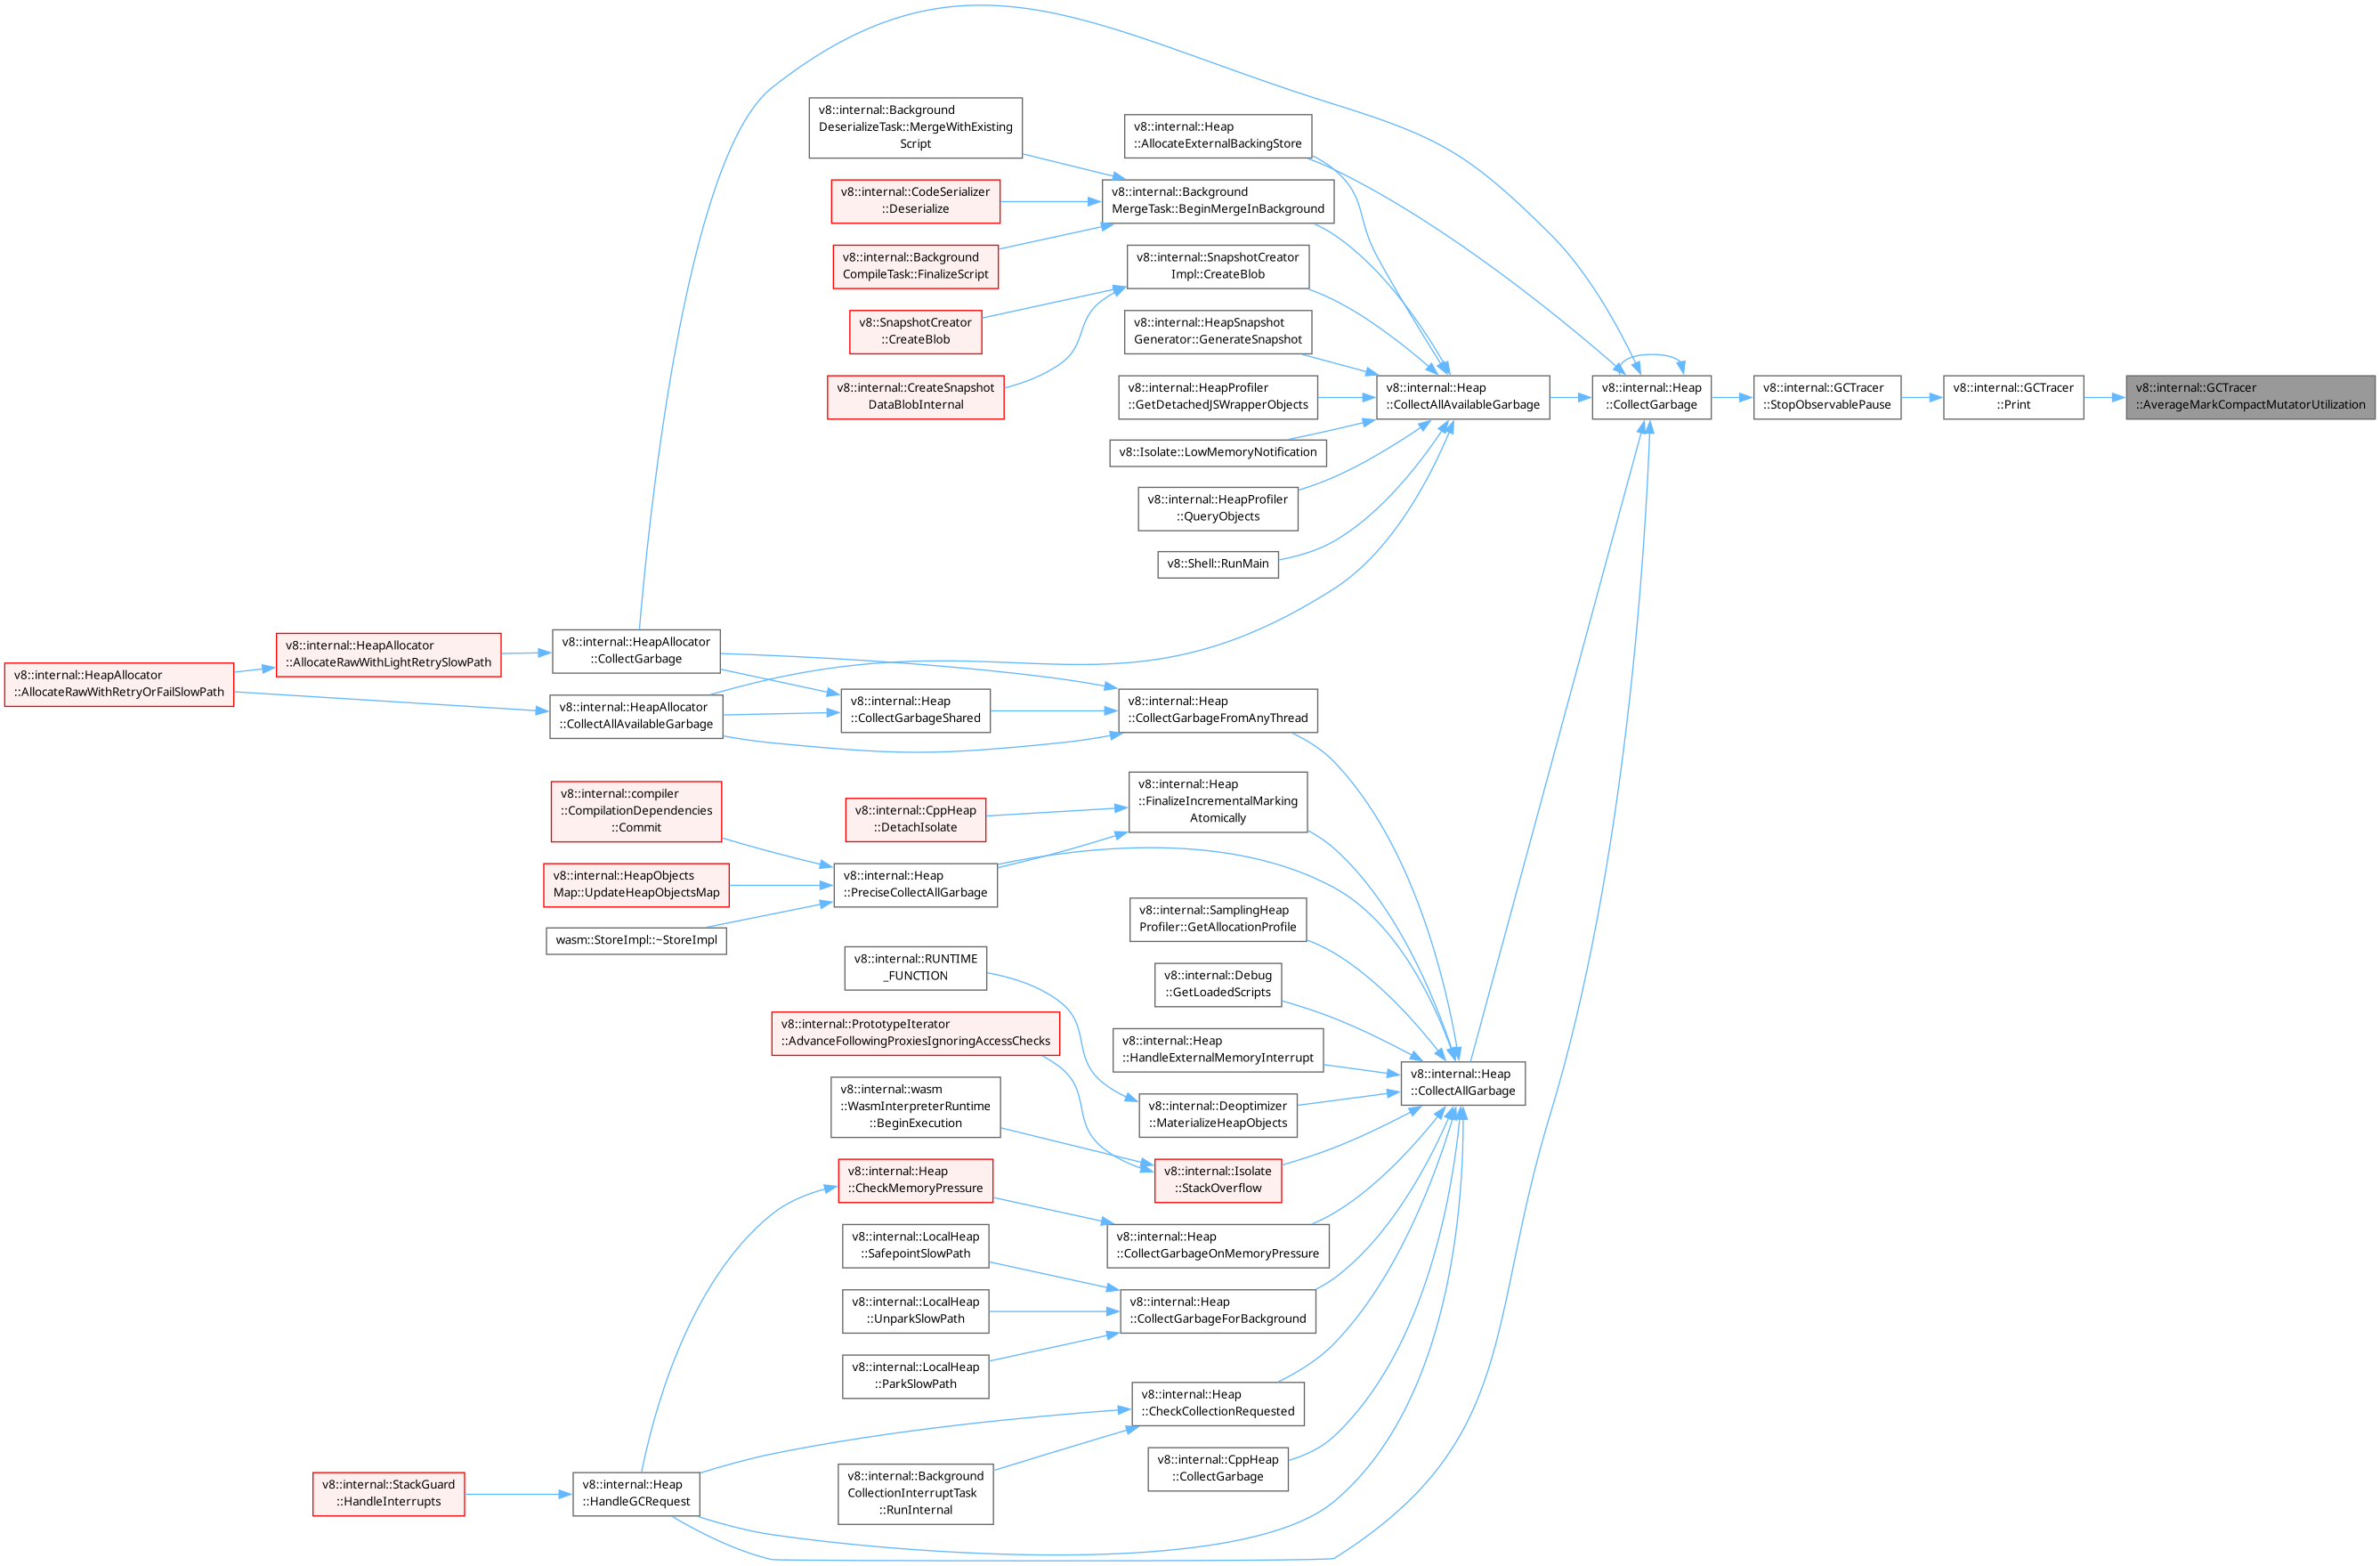 v8::internal::Background
DeserializeTask::MergeWithExisting
Script
v8::internal::Heap
::AllocateExternalBackingStore
v8::internal::CodeSerializer
::Deserialize
v8::internal::Background
MergeTask::BeginMergeInBackground
v8::internal::Background
CompileTask::FinalizeScript
v8::internal::SnapshotCreator
Impl::CreateBlob
v8::SnapshotCreator
::CreateBlob
v8::internal::HeapSnapshot
Generator::GenerateSnapshot
v8::internal::CreateSnapshot
DataBlobInternal
v8::internal::HeapProfiler
::GetDetachedJSWrapperObjects
v8::internal::Heap
::CollectAllAvailableGarbage
v8::internal::Heap
::CollectGarbage
v8::internal::GCTracer
::StopObservablePause
v8::internal::GCTracer
::Print
v8::internal::GCTracer
::AverageMarkCompactMutatorUtilization
v8::Isolate::LowMemoryNotification
v8::internal::HeapProfiler
::QueryObjects
v8::Shell::RunMain
v8::internal::HeapAllocator
::AllocateRawWithRetryOrFailSlowPath
v8::internal::HeapAllocator
::AllocateRawWithLightRetrySlowPath
v8::internal::HeapAllocator
::CollectGarbage
v8::internal::HeapAllocator
::CollectAllAvailableGarbage
v8::internal::Heap
::CollectGarbageShared
v8::internal::Heap
::CollectGarbageFromAnyThread
v8::internal::compiler
::CompilationDependencies
::Commit
v8::internal::CppHeap
::DetachIsolate
v8::internal::Heap
::FinalizeIncrementalMarking
Atomically
v8::internal::HeapObjects
Map::UpdateHeapObjectsMap
v8::internal::Heap
::PreciseCollectAllGarbage
wasm::StoreImpl::~StoreImpl
v8::internal::SamplingHeap
Profiler::GetAllocationProfile
v8::internal::RUNTIME
_FUNCTION
v8::internal::Debug
::GetLoadedScripts
v8::internal::PrototypeIterator
::AdvanceFollowingProxiesIgnoringAccessChecks
v8::internal::Heap
::HandleExternalMemoryInterrupt
v8::internal::Heap
::CollectAllGarbage
v8::internal::wasm
::WasmInterpreterRuntime
::BeginExecution
v8::internal::Deoptimizer
::MaterializeHeapObjects
v8::internal::Heap
::CheckMemoryPressure
v8::internal::Isolate
::StackOverflow
v8::internal::LocalHeap
::SafepointSlowPath
v8::internal::Heap
::CollectGarbageOnMemoryPressure
v8::internal::LocalHeap
::UnparkSlowPath
v8::internal::Heap
::CollectGarbageForBackground
v8::internal::LocalHeap
::ParkSlowPath
v8::internal::Heap
::CheckCollectionRequested
v8::internal::StackGuard
::HandleInterrupts
v8::internal::Heap
::HandleGCRequest
v8::internal::Background
CollectionInterruptTask
::RunInternal
v8::internal::CppHeap
::CollectGarbage